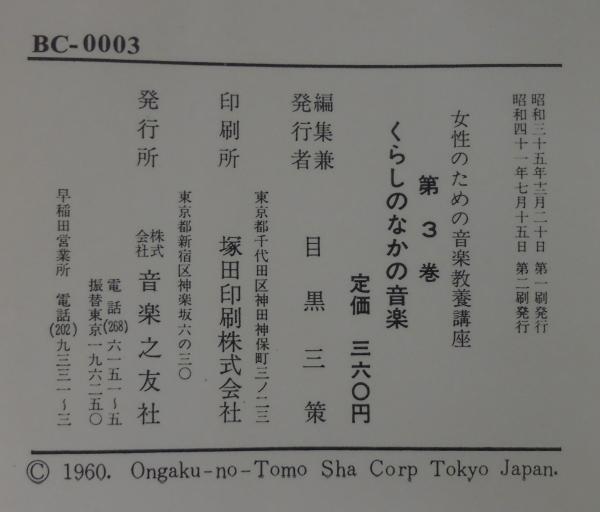 BC-0003
昭和三十五年十二月二十日 第一刷発行
昭和四十一年七月十五日 第二刷発行
女性のための音楽教養講座
第3巻
くらしのなかの音楽
定価 三六〇円
編集兼
発行者 目黒三策
東京都千代田区神田神保町三ノ二三
印刷所 塚田印刷株式会社
東京都新宿区神楽坂六の三〇
発行所 株式会社 音楽之友社
電話(268)六一五一~五
振替東京一九六二五〇
早稲田営業所 電話(202)九三三一~三
© 1960. Ongaku-no-Tomo Sha Corp Tokyo Japan.